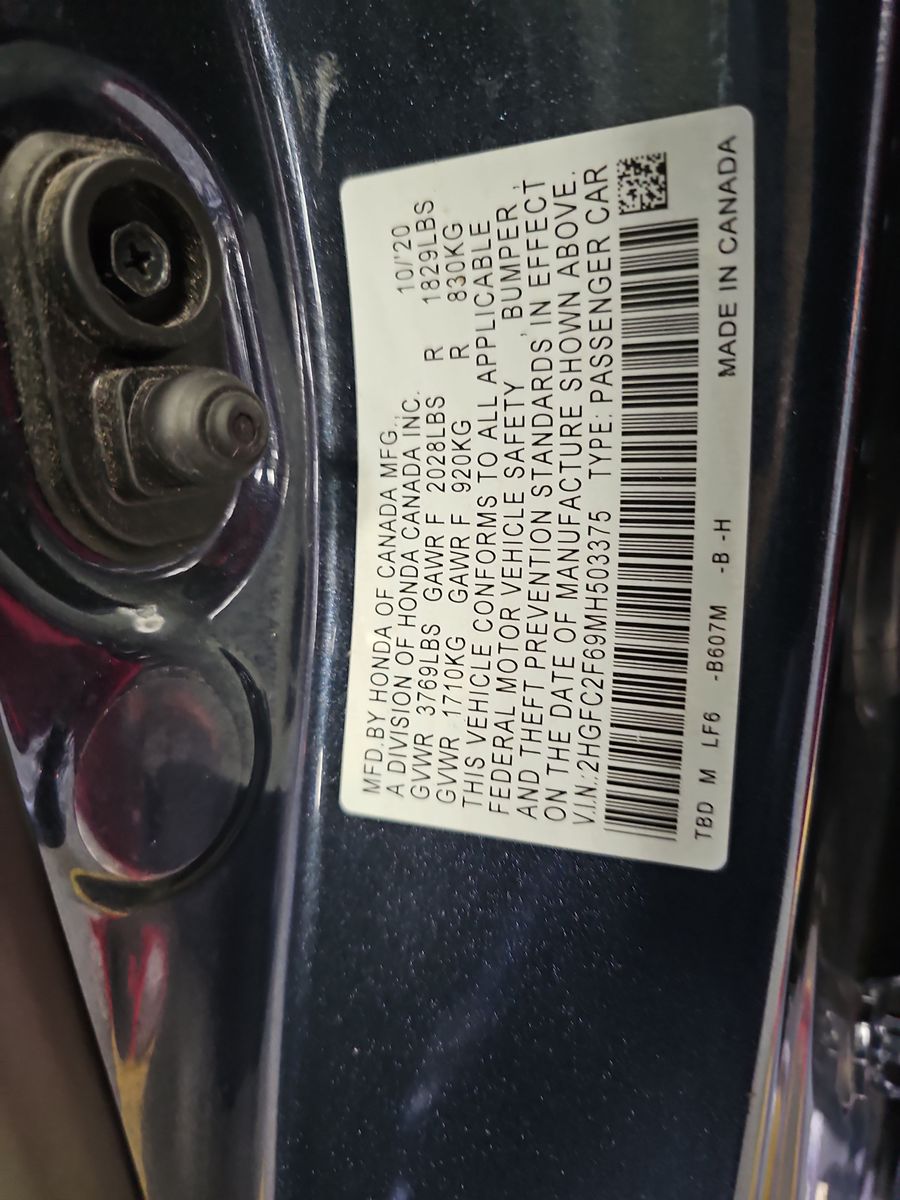 MFD.BY HONDA OF CANADA MFG., 10/'20
A DIVISION OF HONDA CANADA INC.
GVWR 3769LBS GAWR F 2028LBS R 1829LBS
GVWR 1710KG GAWR F 920KG R 830KG
THIS VEHICLE CONFORMS TO ALL APPLICABLE
FEDERAL MOTOR VEHICLE SAFETY , BUMPER ,
AND THEFT PREVENTION STANDARDS IN EFFECT
ON THE DATE OF MANUFACTURE SHOWN ABOVE.
V.I.N.:2HGFC2F69MH503375 TYPE: PASSENGER CAR
TBD M LF6 -B607M -B -H MADE IN CANADA